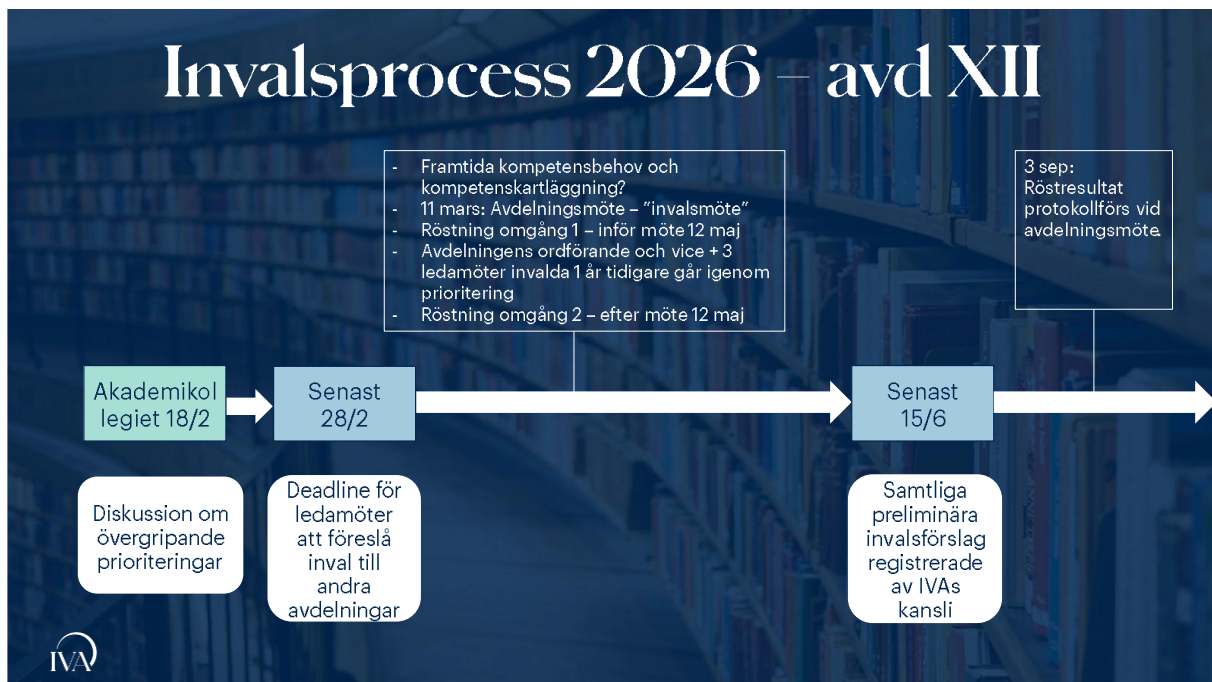 Invalsprocess 2026 – avd XII
- Framtida kompetensbehov och
kompetenskartläggning?
- 11 mars: Avdelningsmöte – ”invalsmöte”
- Röstning omgång 1 – inför möte 12 maj
- Avdelningens ordförande och vice + 3
ledamöter invalda 1 år tidigare går igenom
prioritering
- Röstning omgång 2 – efter möte 12 maj
3 sep:
Röstresultat
protokollförs vid
avdelningsmöte.
Akademikol
legiet 18/2
Senast
28/2
Senast
15/6
Diskussion om
övergripande
prioriteringar
Deadline för
ledamöter
att föreslå
inval till
andra
avdelningar
Samtliga
preliminära
invalsförslag
registrerade
av IVAs
kansli
IVA